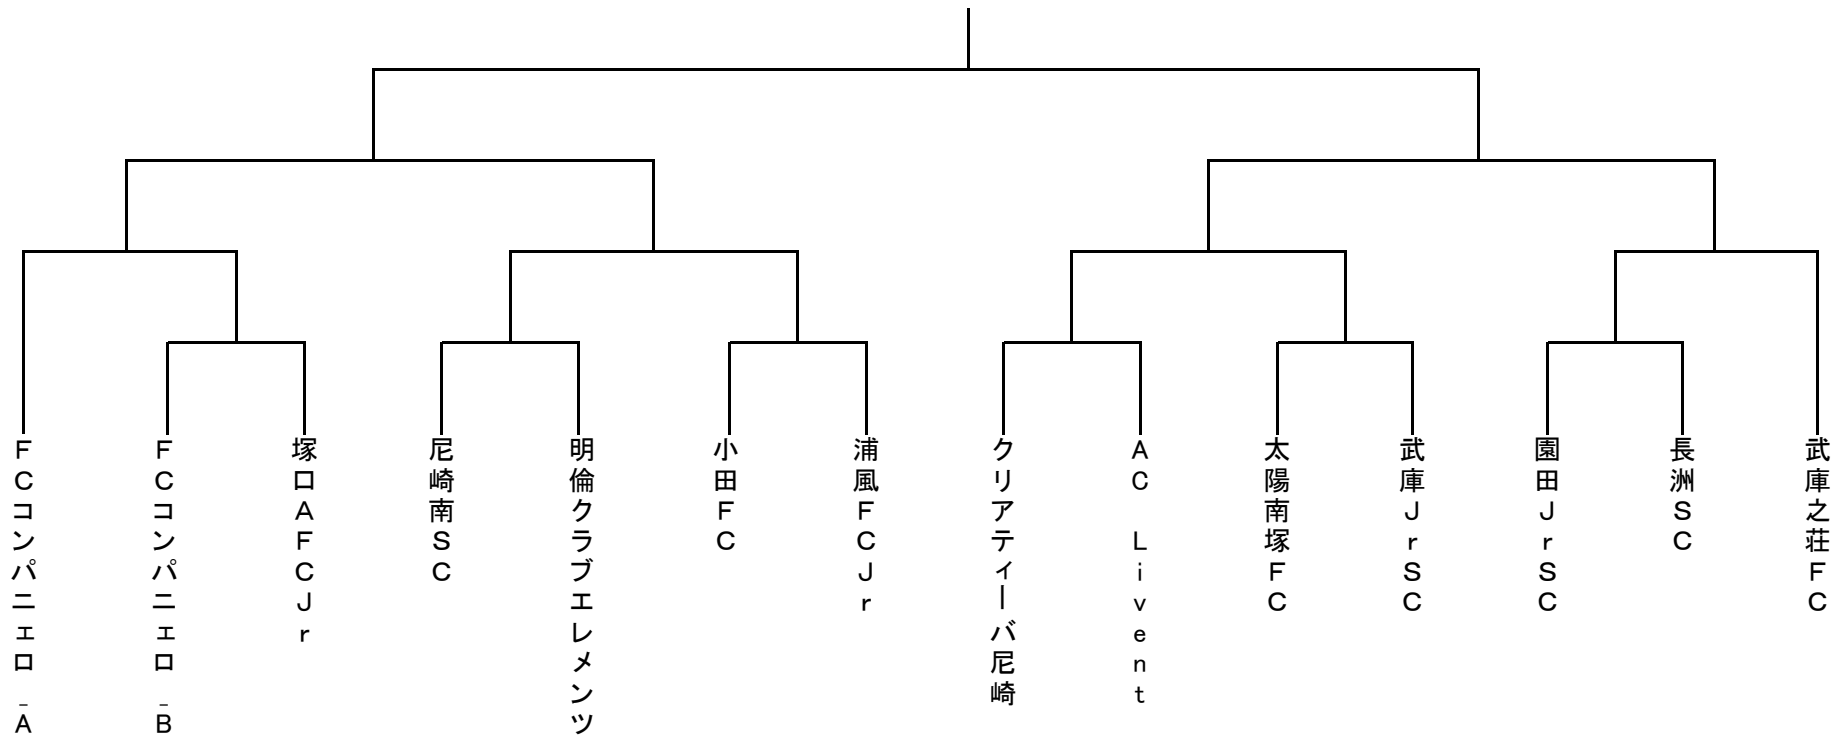 FCコンパニェロ_A
FCコンパニェロ_B
塚口AFCJr
尼崎南SC
明倫クラブエレメンツ
小田FC
浦風FCJr
クリアティーバ尼崎
AC Livent
太陽南塚FC
武庫JrSC
園田JrSC
長洲SC
武庫之荘FC